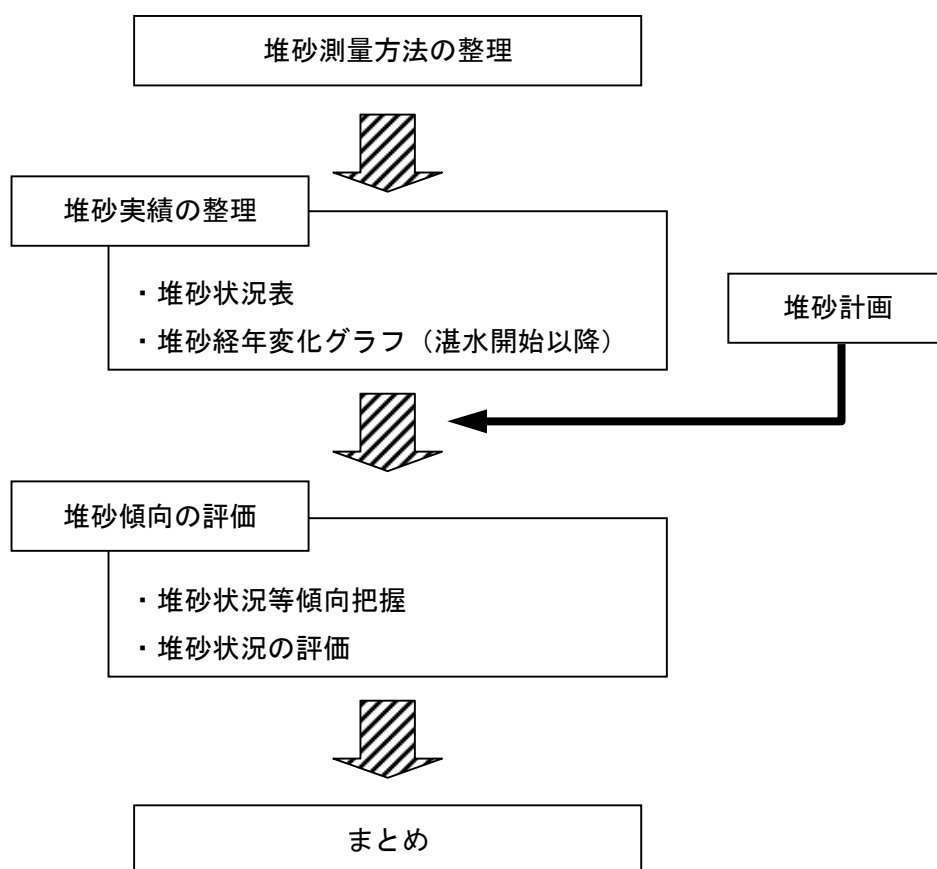 堆砂測量方法の整理
堆砂実績の整理
・堆砂状況表
・堆砂経年変化グラフ（湛水開始以降）
堆砂計画
堆砂傾向の評価
・堆砂状況等傾向把握
・堆砂状況の評価
まとめ